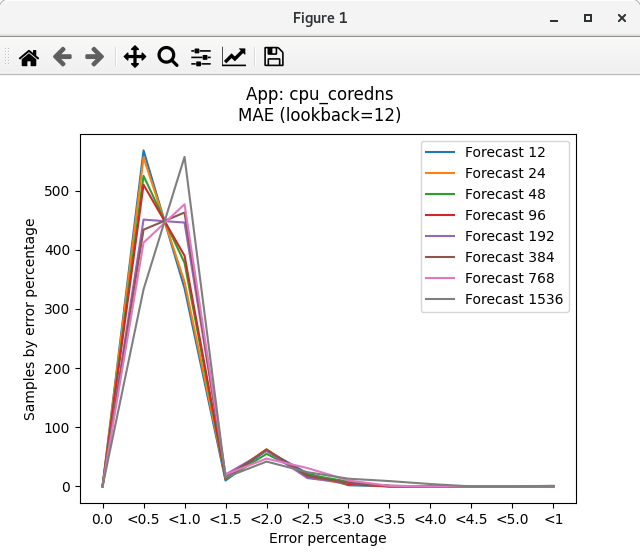 Figure 1
App: cpu_coredns
MAE (lookback=12)
Samples by error percentage
500
400
300
200
100
0
Forecast 12
Forecast 24
Forecast 48
Forecast 96
Forecast 192
Forecast 384
Forecast 768
Forecast 1536
0.0 <0.5 <1.0 <1.5 <2.0 <2.5 <3.0 <3.5 <4.0 <4.5 <5.0 <1
Error percentage